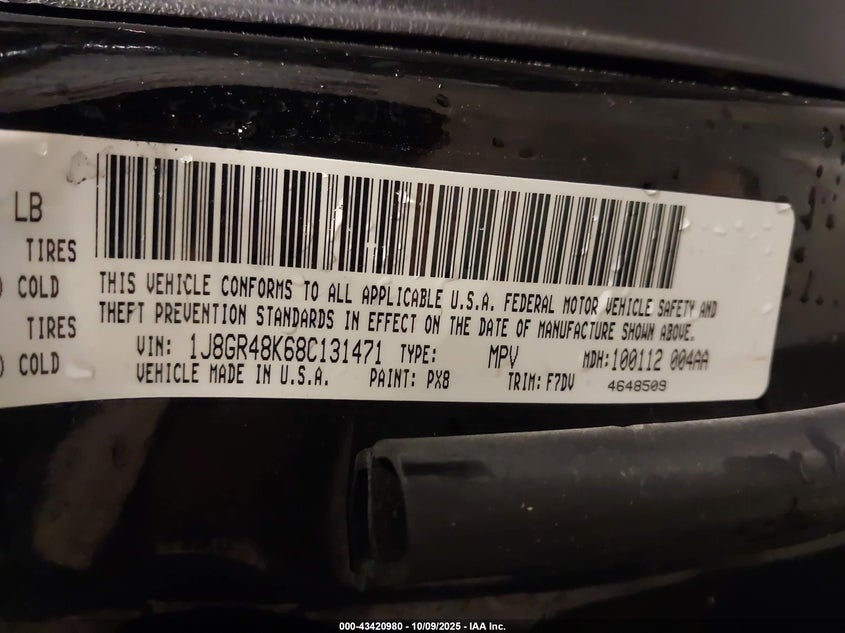 LB
TIRES
COLD
TIRES
COLD
THIS VEHICLE CONFORMS TO ALL APPLICABLE U.S.A. FEDERAL MOTOR VEHICLE SAFETY AND
THEFT PREVENTION STANDARDS IN EFFECT ON THE DATE OF MANUFACTURE SHOWN ABOVE.
VIN: 1J8GR48K68C131471 TYPE: MPV MDH:100112 004AA
VEHICLE MADE IN U.S.A. PAINT: PX8 TRIM: F7DV 4648509
000-43420980 - 10/09/2025 - IAA Inc.